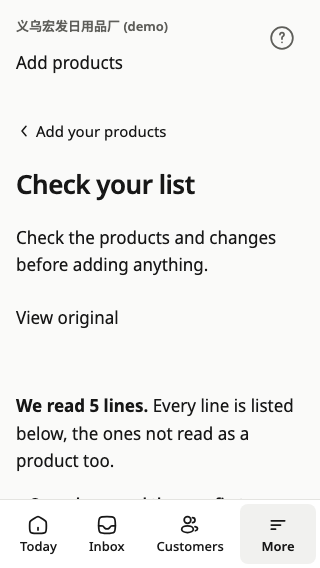 义乌宏发日用品厂 (demo)
Add products
Add your products
Check your list
Check the products and changes
before adding anything.
View original
We read 5 lines. Every line is listed
below, the ones not read as a
product too.
Today
Inbox
Customers
More